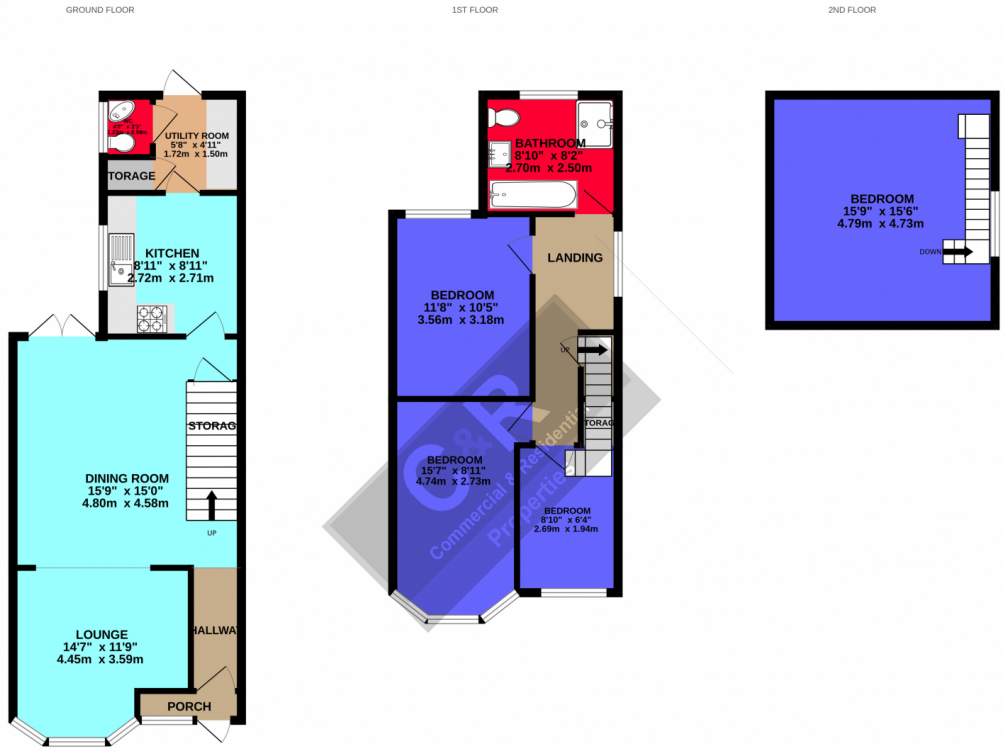 GROUND FLOOR
1ST FLOOR
2ND FLOOR
WC
UTILITY ROOM
5'8" x 4'11"
1.72m x 1.50m
TORAGE
KITCHEN
8'11" x 8'11"
2.72m x 2.71m
STORAG
DINING ROOM
15'9" x 15'0"
4.80m x 4.58m
UP
HALLWAY
LOUNGE
14'7" x 11'9"
4.45m x 3.59m
PORCH
BATHROOM
8'10" x 8'2"
2.70m x 2.50m
LANDING
BEDROOM
11'8" x 10'5"
3.56m x 3.18m
UP
TORAG
BEDROOM
15'7" x 8'11"
4.74m x 2.73m
BEDROOM
8'10" x 6'4"
2.69m x 1.94m
C&R
Commercial & Residential
Properties
BEDROOM
15'9" x 15'6"
4.79m x 4.73m
DOWN